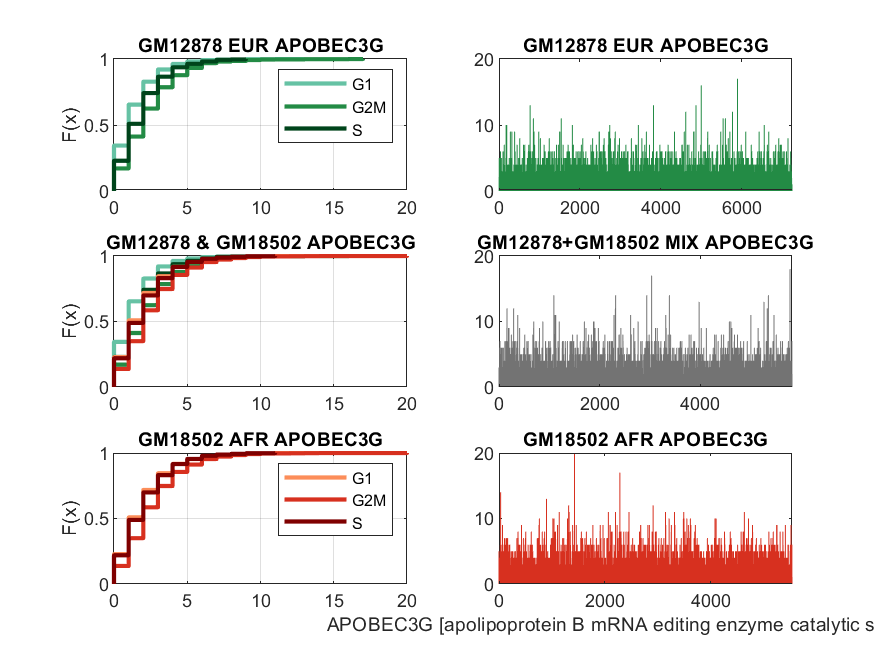 GM12878 EUR APOBEC3G
GM12878 EUR APOBEC3G
F(x)
1
0.5
0
0 5 10 15 20
G1
G2M
S
20
10
0
0 2000 4000 6000
GM12878 & GM18502 APOBEC3G
GM12878+GM18502 MIX APOBEC3G
F(x)
1
0.5
0
0 5 10 15 20
20
10
0
0 2000 4000
GM18502 AFR APOBEC3G
GM18502 AFR APOBEC3G
F(x)
1
0.5
0
0 5 10 15 20
G1
G2M
S
20
10
0
0 2000 4000
APOBEC3G [apolipoprotein B mRNA editing enzyme catalytic s